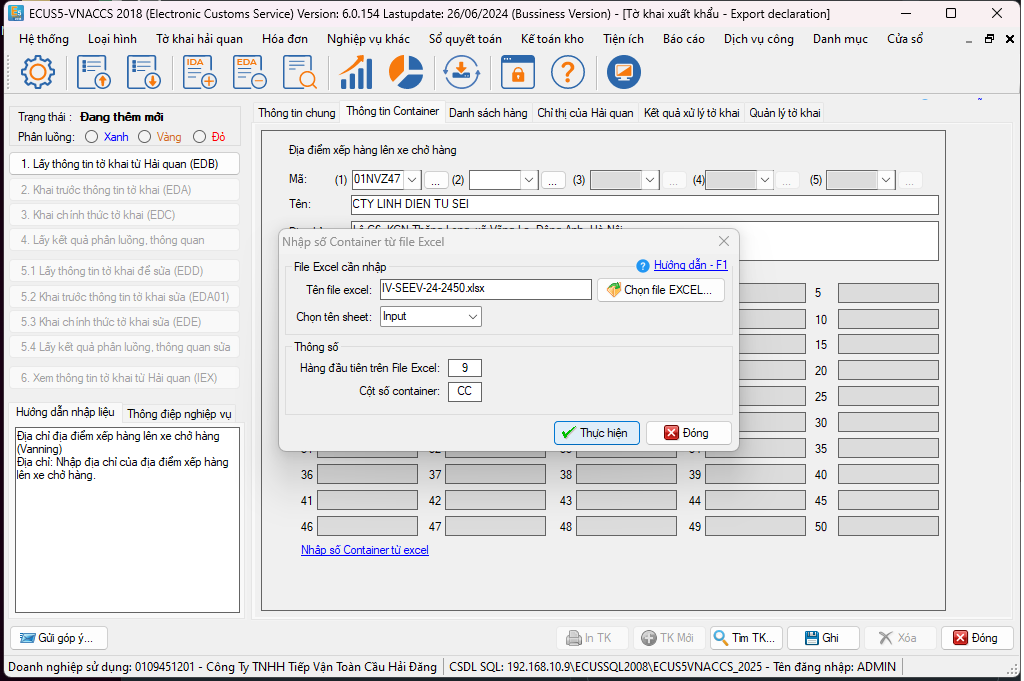 ECUS5-VNACCS 2018 (Electronic Customs Service) Version: 6.0.154 Lastupdate: 26/06/2024 (Bussiness Version) - [Tờ khai xuất khẩu - Export declaration]
Hệ thống Loại hình Tờ khai hải quan Hóa đơn Nghiệp vụ khác Sổ quyết toán Kế toán kho Tiện ích Báo cáo Dịch vụ công Danh mục Cửa sổ
IDA EDA
Trạng thái : Đang thêm mới
Phân luồng: Xanh Vàng Đỏ
1. Lấy thông tin tờ khai từ Hải quan (EDB)
2. Khai trước thông tin tờ khai (EDA)
3. Khai chính thức tờ khai (EDC)
4. Lấy kết quả phân luồng, thông quan
5.1 Lấy thông tin tờ khai để sửa (EDD)
5.2 Khai trước thông tin tờ khai sửa (EDA01)
5.3 Khai chính thức tờ khai sửa (EDE)
5.4 Lấy kết quả phân luồng, thông quan sửa
6. Xem thông tin tờ khai từ Hải quan (IEX)
Hướng dẫn nhập liệu Thông điệp nghiệp vụ
Địa chỉ địa điểm xếp hàng lên xe chở hàng
(Vanning)
Địa chỉ: Nhập địa chỉ của địa điểm xếp hàng
lên xe chở hàng.
Thông tin chung Thông tin Container Danh sách hàng Chỉ thị của Hải quan Kết quả xử lý tờ khai Quản lý tờ khai
Địa điểm xếp hàng lên xe chở hàng
Mã: (1) 01NVZ47 ... (2) ... (3) ... (4) ... (5) ...
Tên: CTY LINH DIEN TU SEI
Nhập số Container từ file Excel
File Excel cần nhập
Hướng dẫn - F1
Tên file excel: IV-SEEV-24-2450.xlsx Chọn file EXCEL...
Chọn tên sheet: Input
Thông số
Hàng đầu tiên trên File Excel: 9
Cột số container: CC
Thực hiện Đóng
5
10
15
20
25
30
35
36 37 38 39 40
41 42 43 44 45
46 47 48 49 50
Nhập số Container từ excel
Gửi góp ý... In TK TK Mới Tìm TK... Ghi Xóa Đóng
Doanh nghiệp sử dụng: 0109451201 - Công Ty TNHH Tiếp Vận Toàn Cầu Hải Đăng CSDL SQL: 192.168.10.9\ECUSSQL2008\ECUS5VNACCS_2025 - Tên đăng nhập: ADMIN